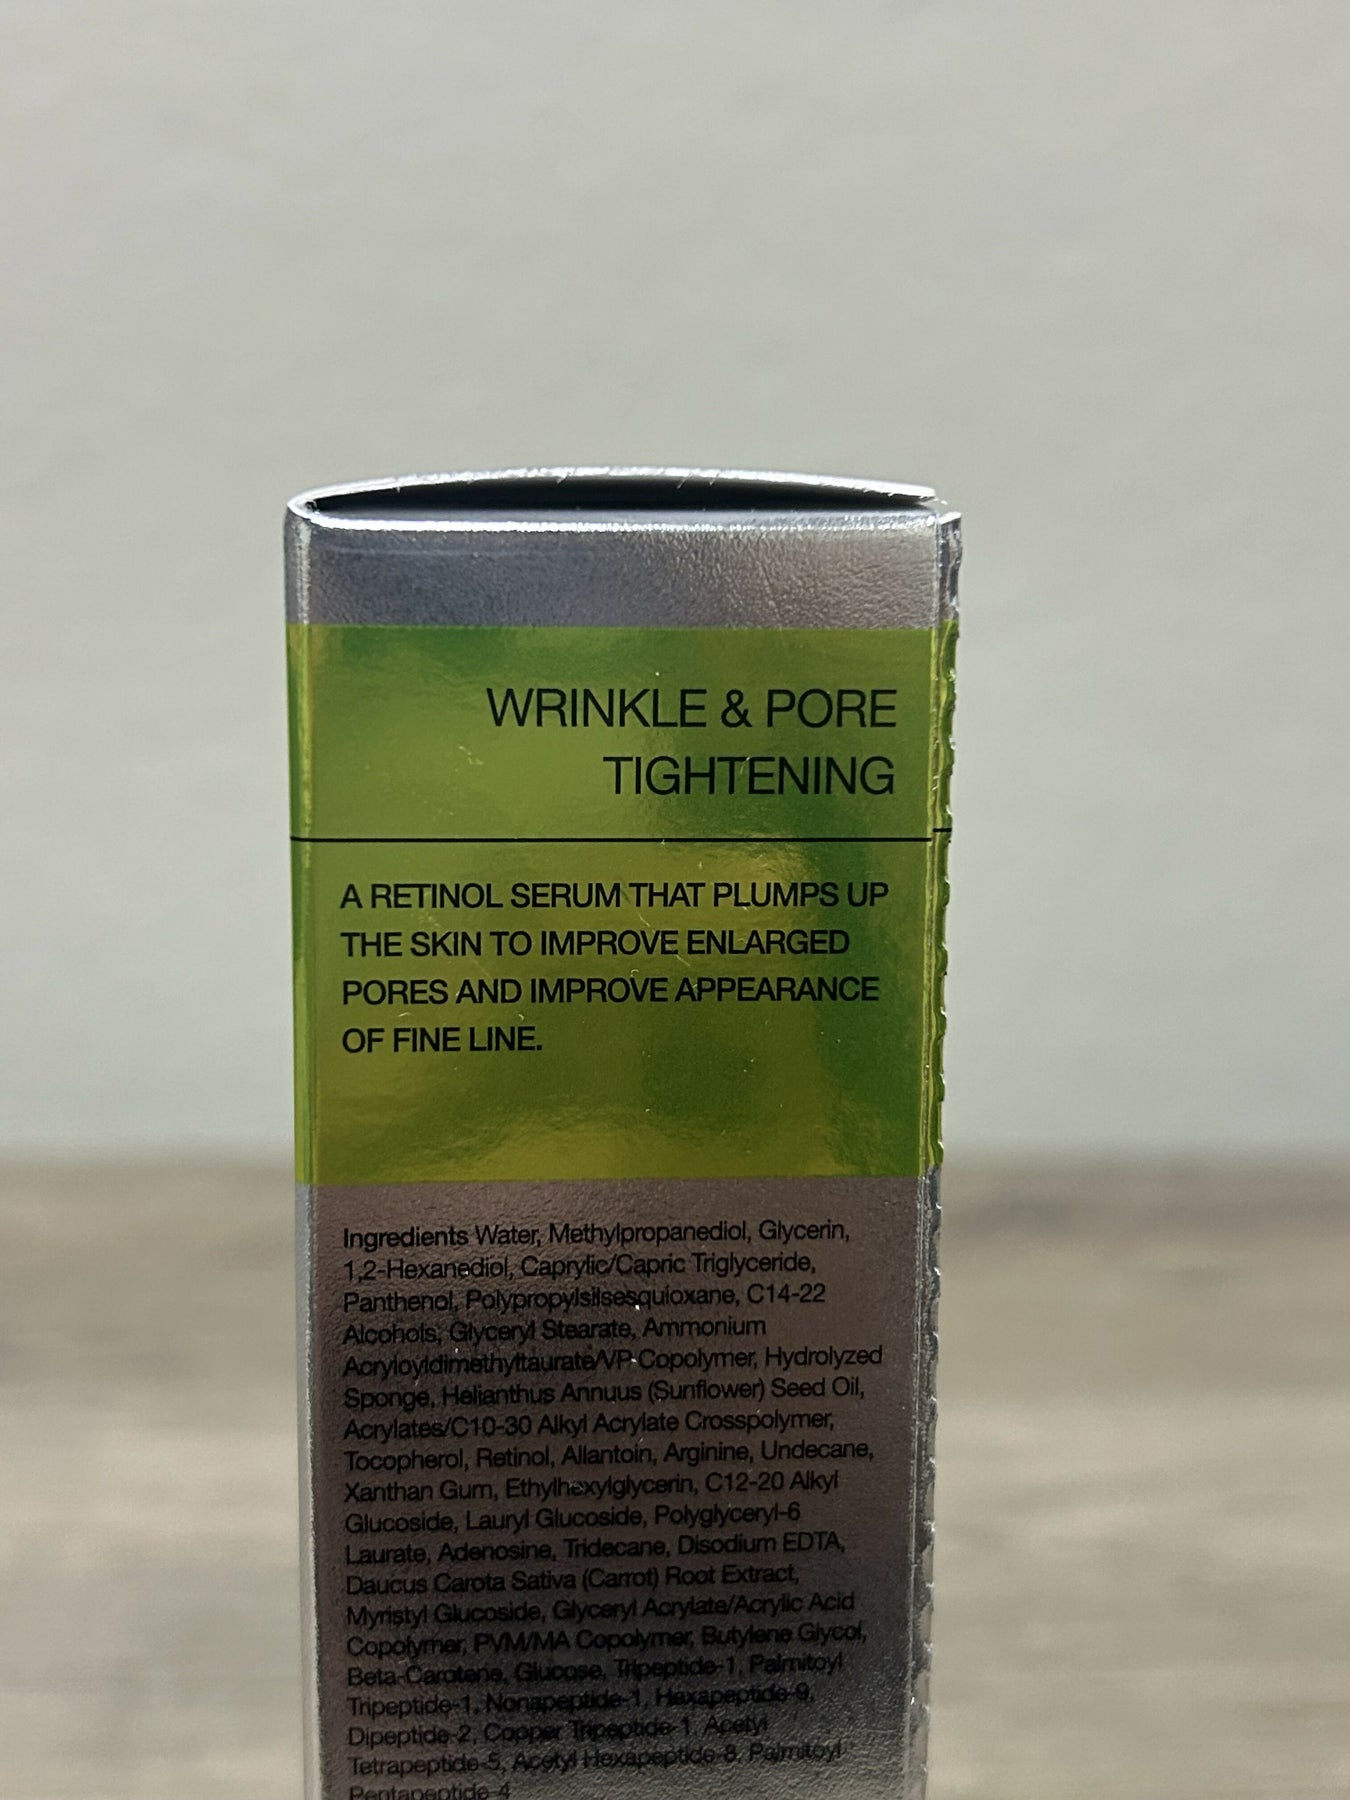 WRINKLE & PORE
TIGHTENING
A RETINOL SERUM THAT PLUMPS UP
THE SKIN TO IMPROVE ENLARGED
PORES AND IMPROVE APPEARANCE
OF FINE LINE.
Ingredients Water, Methylpropanediol, Glycerin,
1,2-Hexanediol, Caprylic/Capric Triglyceride,
Panthenol, Polypropylsilsesquioxane, C14-22
Alcohols, Glyceryl Stearate, Ammonium
Acryloyldimethyltaurate/VP Copolymer, Hydrolyzed
Sponge, Helianthus Annuus (Sunflower) Seed Oil,
Acrylates/C10-30 Alkyl Acrylate Crosspolymer,
Tocopherol, Retinol, Allantoin, Arginine, Undecane,
Xanthan Gum, Ethylhexylglycerin, C12-20 Alkyl
Glucoside, Lauryl Glucoside, Polyglyceryl-6
Laurate, Adenosine, Tridecane, Disodium EDTA,
Daucus Carota Sativa (Carrot) Root Extract,
Myristyl Glucoside, Glyceryl Acrylate/Acrylic Acid
Copolymer, PVM/MA Copolymer, Butylene Glycol,
Beta-Carotene, Glucose, Tripeptide-1, Palmitoyl
Tripeptide-1, Nonapeptide-1, Hexapeptide-9,
Dipeptide-2, Copper Tripeptide-1, Acetyl
Tetrapeptide-5, Acetyl Hexapeptide-8, Palmitoyl
Pentapeptide-4